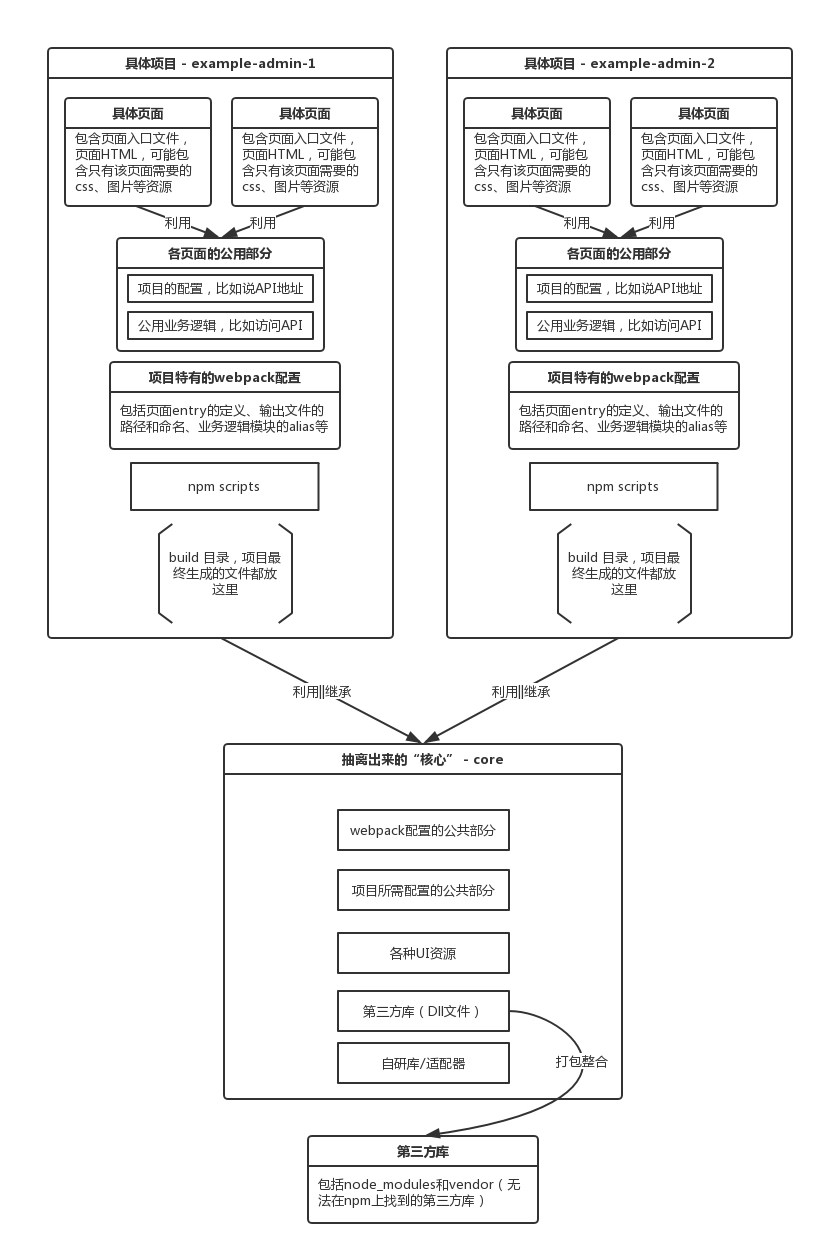 具体项目 - example-admin-1
具体页面
包含页面入口文件，
页面HTML，可能包
含只有该页面需要的
css、图片等资源
具体页面
包含页面入口文件，
页面HTML，可能包
含只有该页面需要的
css、图片等资源
利用
利用
各页面的公用部分
项目的配置，比如说API地址
公用业务逻辑，比如访问API
项目特有的webpack配置
包括页面entry的定义、输出文件的
路径和命名、业务逻辑模块的alias等
npm scripts
build 目录，项目最
终生成的文件都放
这里
具体项目 - example-admin-2
具体页面
包含页面入口文件，
页面HTML，可能包
含只有该页面需要的
css、图片等资源
具体页面
包含页面入口文件，
页面HTML，可能包
含只有该页面需要的
css、图片等资源
利用
利用
各页面的公用部分
项目的配置，比如说API地址
公用业务逻辑，比如访问API
项目特有的webpack配置
包括页面entry的定义、输出文件的
路径和命名、业务逻辑模块的alias等
npm scripts
build 目录，项目最
终生成的文件都放
这里
利用||继承
利用||继承
抽离出来的“核心” - core
webpack配置的公共部分
项目所需配置的公共部分
各种UI资源
第三方库（Dll文件）
自研库/适配器
打包整合
第三方库
包括node_modules和vendor（无
法在npm上找到的第三方库）